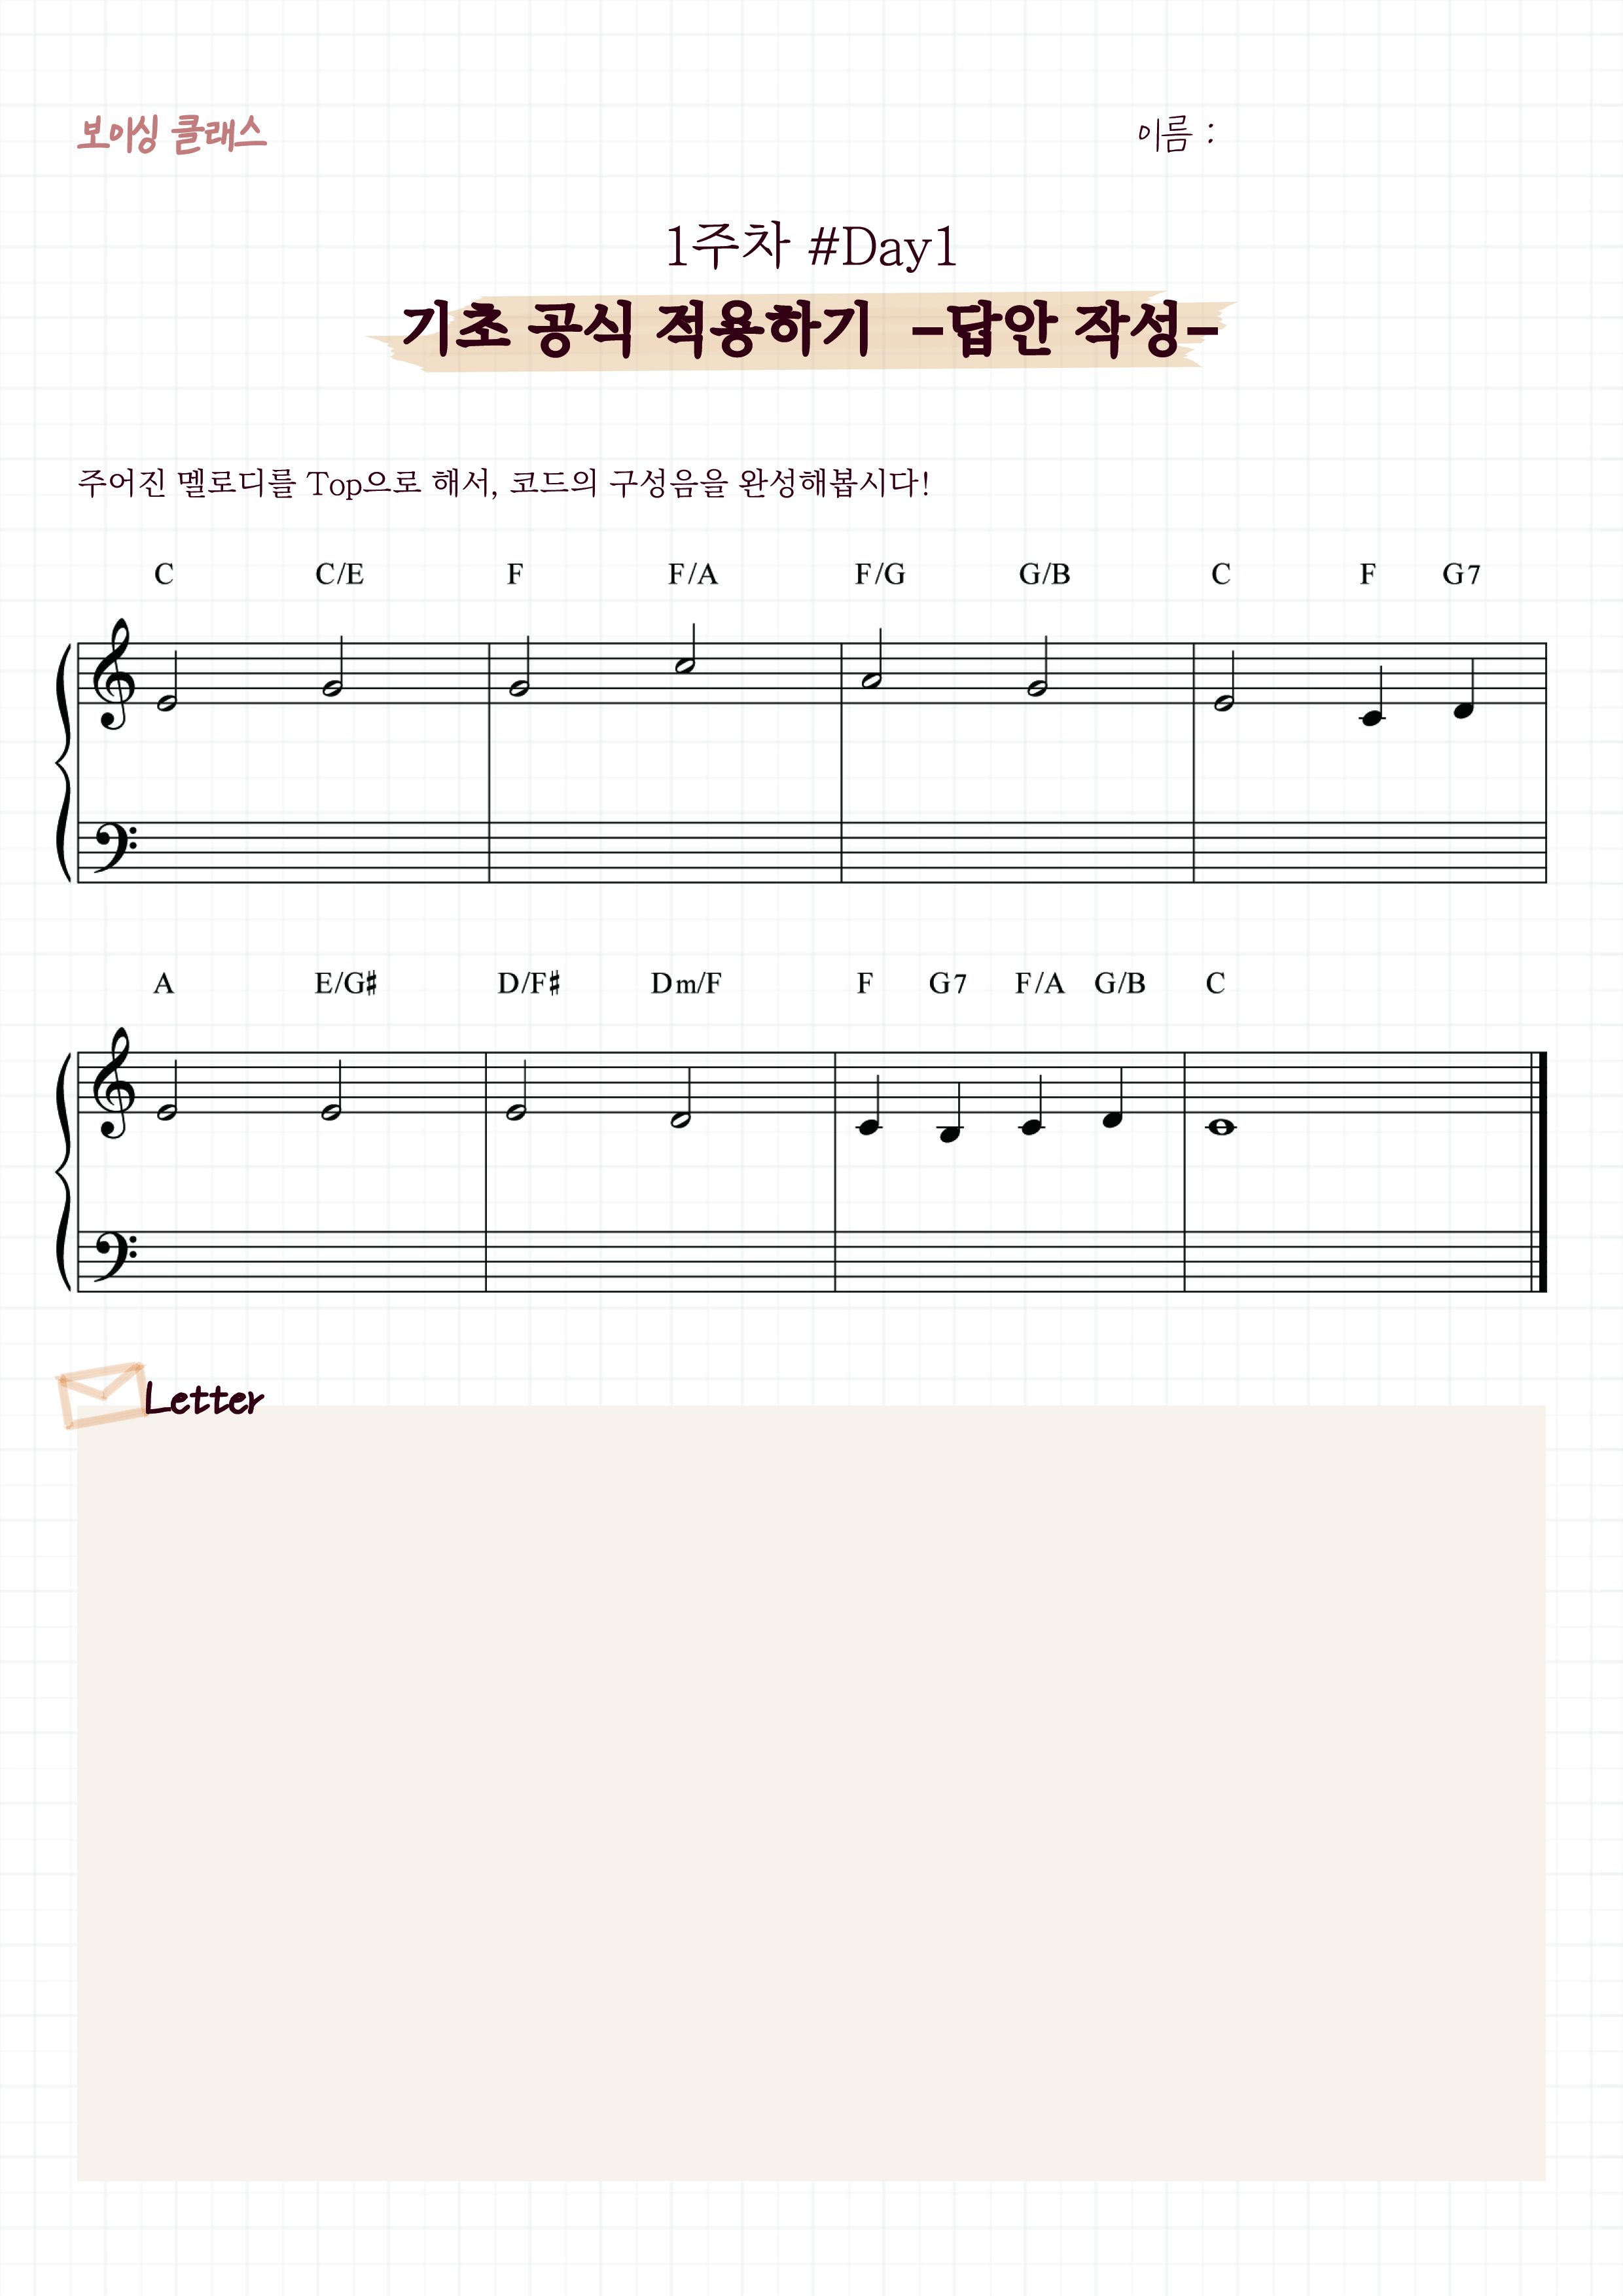 보이싱 클래스 이름 :
1주차 #Day1
기초 공식 적용하기 -답안 작성-
주어진 멜로디를 Top으로 해서, 코드의 구성음을 완성해봅시다!
C C/E F F/A F/G G/B C F G7
A E/G♯ D/F♯ Dm/F F G7 F/A G/B C
Letter